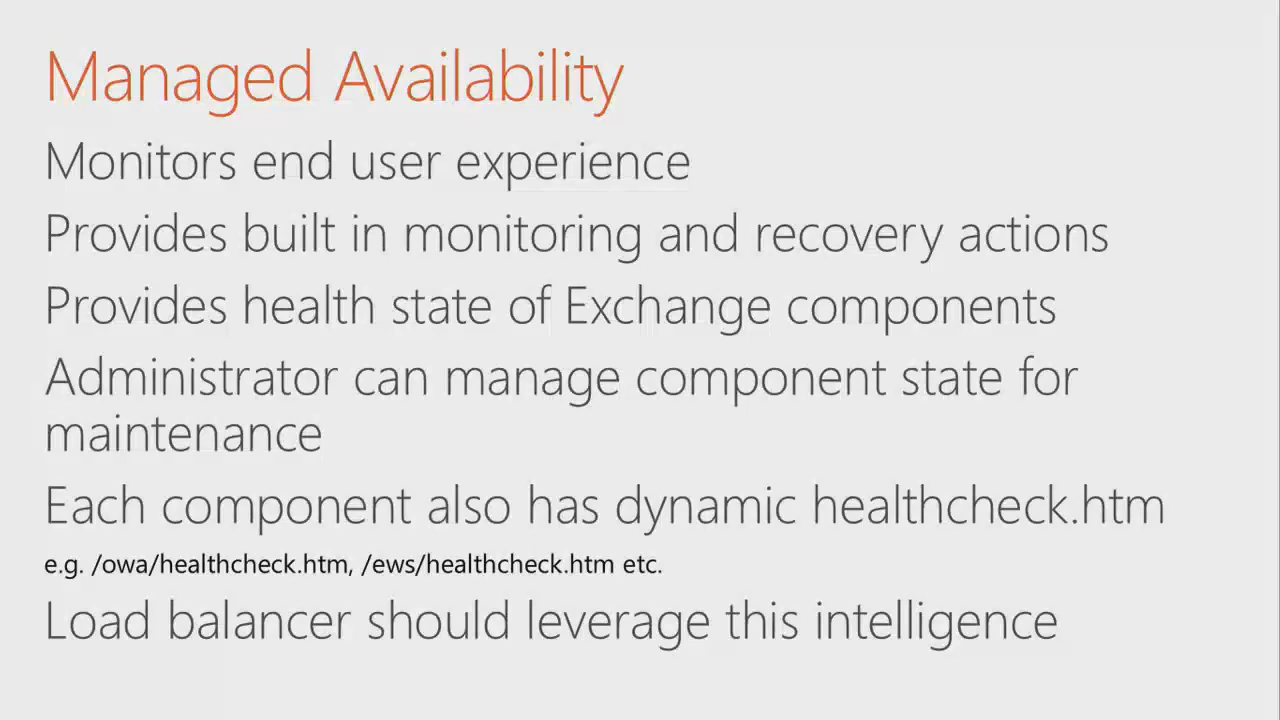 Managed Availability
Monitors end user experience
Provides built in monitoring and recovery actions
Provides health state of Exchange components
Administrator can manage component state for
maintenance
Each component also has dynamic healthcheck.htm
e.g. /owa/healthcheck.htm, /ews/healthcheck.htm etc.
Load balancer should leverage this intelligence